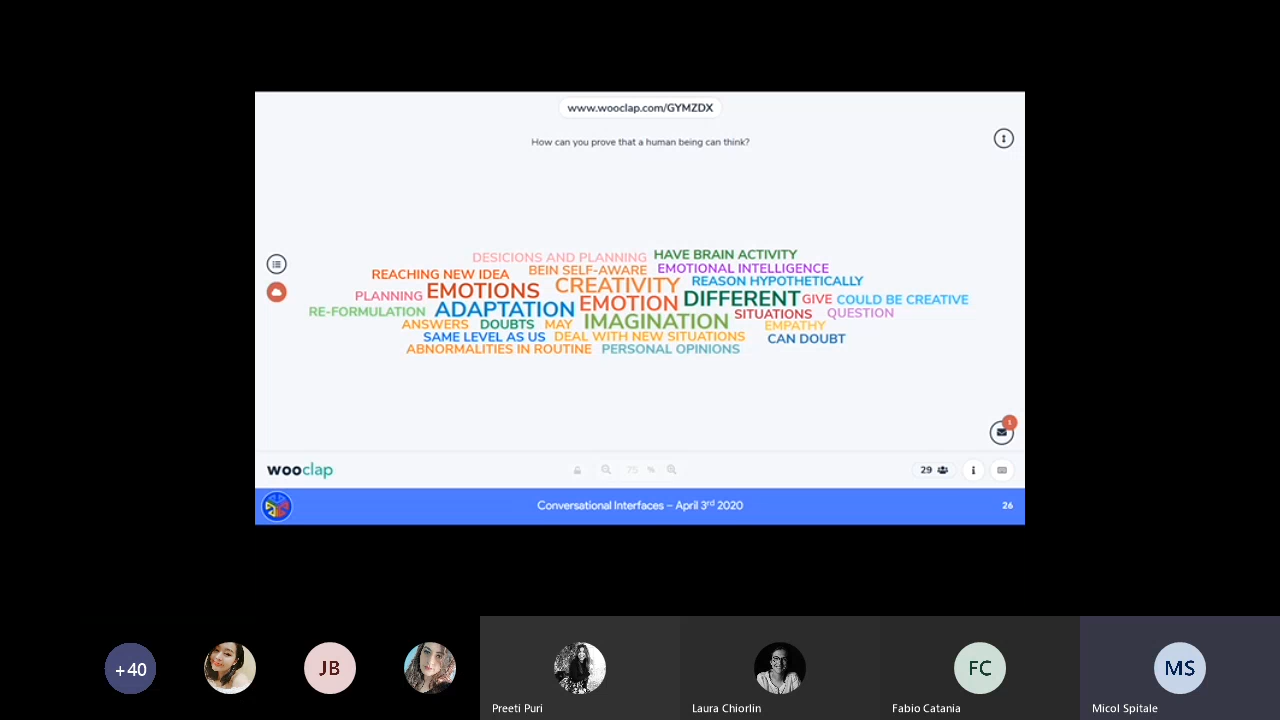 www.wooclap.com/GYMZDX
How can you prove that a human being can think?
DESICIONS AND PLANNING HAVE BRAIN ACTIVITY
REACHING NEW IDEA BEIN SELF-AWARE EMOTIONAL INTELLIGENCE
EMOTIONS CREATIVITY REASON HYPOTHETICALLY
PLANNING EMOTION DIFFERENT GIVE COULD BE CREATIVE
RE-FORMULATION ADAPTATION IMAGINATION SITUATIONS QUESTION
ANSWERS DOUBTS MAY EMPATHY
SAME LEVEL AS US DEAL WITH NEW SITUATIONS CAN DOUBT
ABNORMALITIES IN ROUTINE PERSONAL OPINIONS
1
wooclap
75 %
29
i
Conversational Interfaces – April 3rd 2020
26
+40
JB
FC
MS
Preeti Puri
Laura Chiorlin
Fabio Catania
Micol Spitale